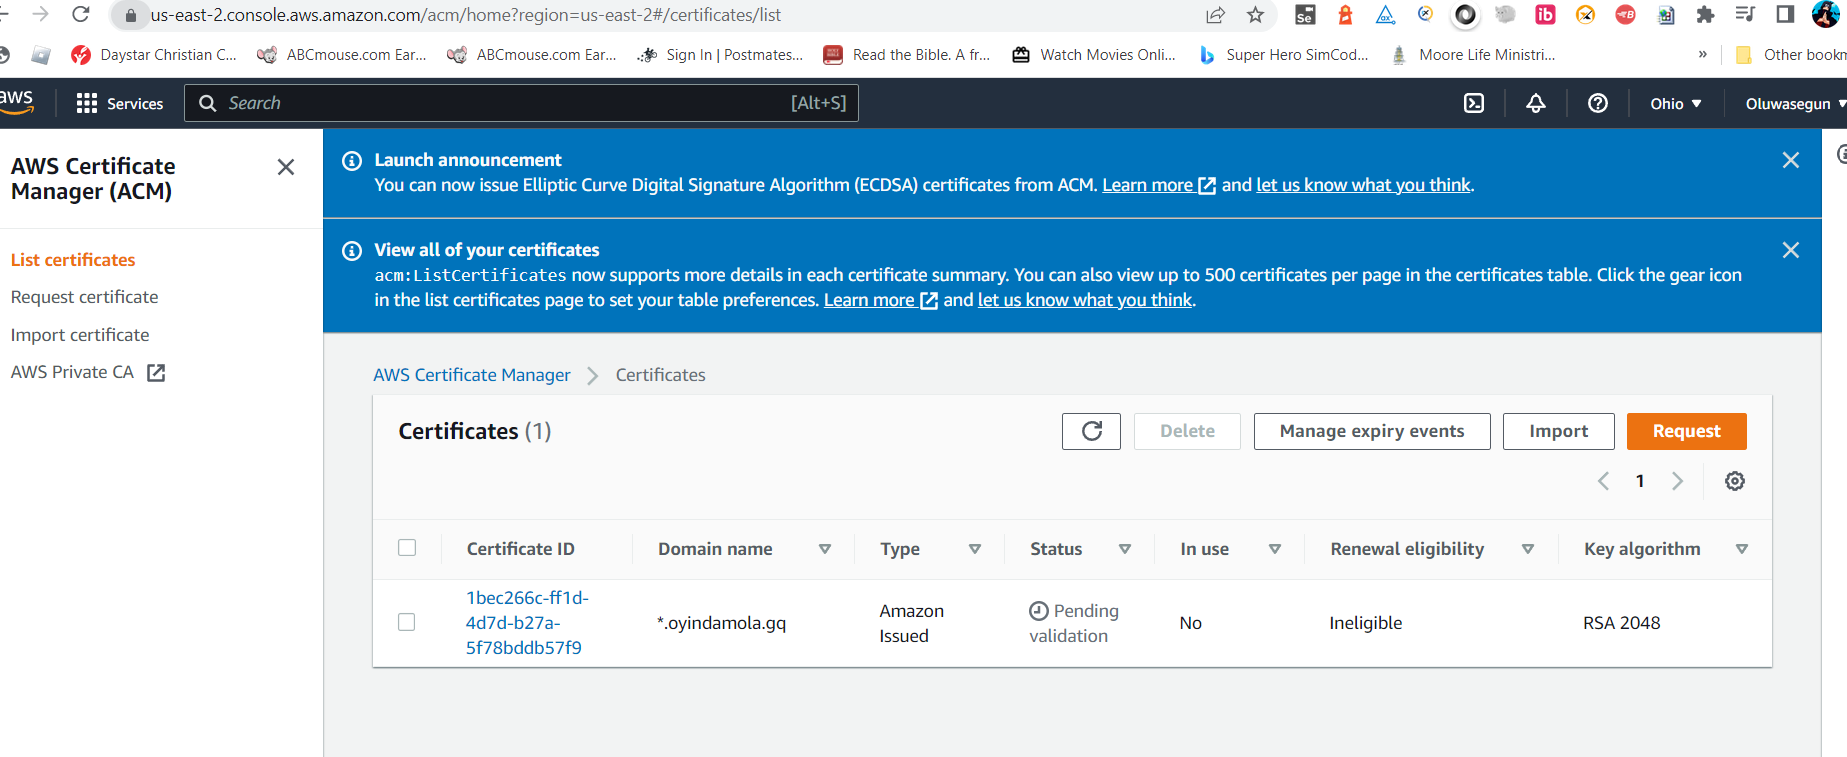 us-east-2.console.aws.amazon.com/acm/home?region=us-east-2#/certificates/list
Daystar Christian C... ABCmouse.com Ear... ABCmouse.com Ear... Sign In | Postmates... Read the Bible. A fr... Watch Movies Onli... Super Hero SimCod... Moore Life Ministri... » Other bookm
aws Services Search [Alt+S] Ohio Oluwasegun
AWS Certificate
Manager (ACM)
List certificates
Request certificate
Import certificate
AWS Private CA
Launch announcement
You can now issue Elliptic Curve Digital Signature Algorithm (ECDSA) certificates from ACM. Learn more and let us know what you think.
View all of your certificates
acm:ListCertificates now supports more details in each certificate summary. You can also view up to 500 certificates per page in the certificates table. Click the gear icon
in the list certificates page to set your table preferences. Learn more and let us know what you think.
AWS Certificate Manager > Certificates
Certificates (1)
Delete Manage expiry events Import Request
1
Certificate ID Domain name Type Status In use Renewal eligibility Key algorithm
1bec266c-ff1d-
4d7d-b27a-
5f78bddb57f9
*.oyindamola.gq
Amazon
Issued
Pending
validation
No
Ineligible
RSA 2048